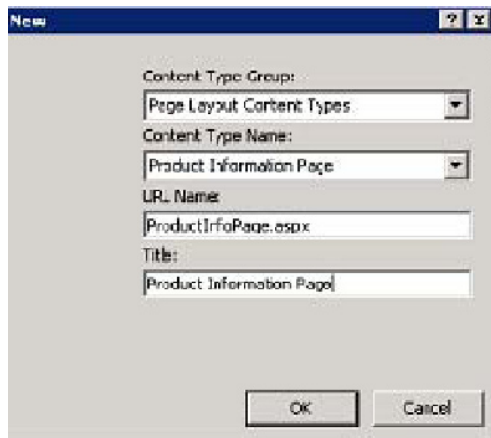 New
Content Type Group:
Page Layout Content Types
Content Type Name:
Product Information Page
URL Name:
ProductInfoPage.aspx
Title:
Product Information Page
OK
Cancel